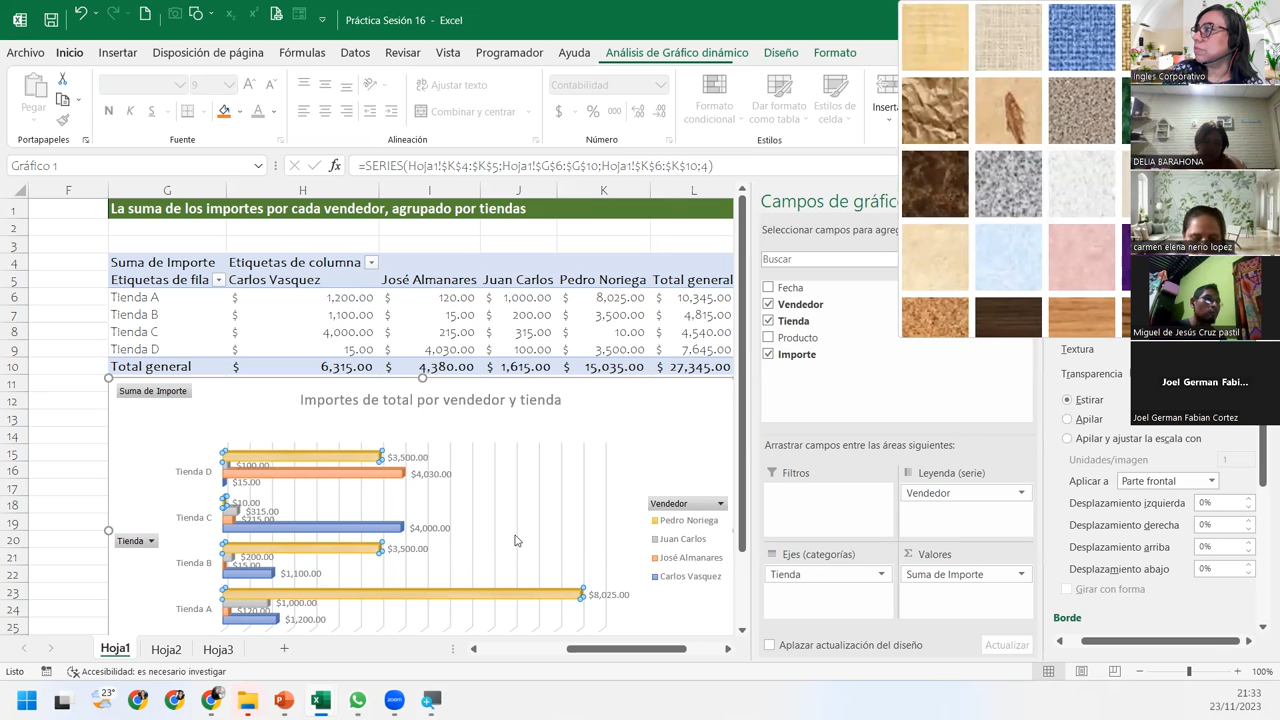 Practica Sesión 16 - Excel
Archivo Inicio Insertar Disposición de página Fórmulas Vista Programador Ayuda Análisis de Gráfico dinámico
Pegar
N
Combinar y centrar
Contabilidad
$ % 000
Formato condicional
Dar formato como tabla
Estilos de celda
Portapapeles Fuente Alineación Número Estilos
Gráfico 1
=SERIES(Hoja1!$K$4:$K$5;Hoja1!$G$6:$G$10;Hoja1!$K$6:$K$10;4)
F G H I J K L
1 La suma de los importes por cada vendedor, agrupado por tiendas
Suma de Importe Etiquetas de columna
Etiquetas de fila Carlos Vasquez José Almanares Juan Carlos Pedro Noriega Total general
Tienda A $ 1,200.00 $ 120.00 $ 1,000.00 $ 8,025.00 $ 10,345.00
Tienda B $ 1,100.00 $ 15.00 $ 200.00 $ 3,500.00 $ 4,815.00
Tienda C $ 4,000.00 $ 215.00 $ 315.00 $ 10.00 $ 4,540.00
Tienda D $ 15.00 $ 4,030.00 $ 100.00 $ 3,500.00 $ 7,645.00
10 Total general $ 6,315.00 $ 4,380.00 $ 1,615.00 $ 15,035.00 $ 27,345.00
Suma de Importe
Importes de total por vendedor y tienda
Tienda D
$3,500.00
$100.00
$4,030.00
$15.00
Tienda C
$10.00
$315.00
$215.00
$4,000.00
Tienda B
$3,500.00
$200.00
$15.00
$1,100.00
Tienda A
$8,025.00
$1,000.00
$120.00
$1,200.00
Tienda
Vendedor
Pedro Noriega
Juan Carlos
José Almanares
Carlos Vasquez
Campos de gráfic
Seleccionar campos para agreg
Buscar
Fecha
Vendedor
Tienda
Producto
Importe
Arrastrar campos entre las áreas siguientes:
Filtros
Leyenda (serie)
Vendedor
Ejes (categorías)
Tienda
Valores
Suma de Importe
Aplazar actualización del diseño
Actualizar
Textura
Transparencia
Estirar
Apilar
Apilar y ajustar la escala con
Unidades/imagen 1
Aplicar a Parte frontal
Desplazamiento izquierda 0%
Desplazamiento derecha 0%
Desplazamiento arriba 0%
Desplazamiento abajo 0%
Girar con forma
Borde
Ingles Corporativo
DELIA BARAHONA
carmen elena nerio lopez
Miguel de Jesús Cruz pastil
Joel German Fabi...
Joel German Fabian Cortez
Hoja1 Hoja2 Hoja3
Listo
Accesibilidad: es necesario investigar
100%
23°
zoom
21:33
23/11/2023